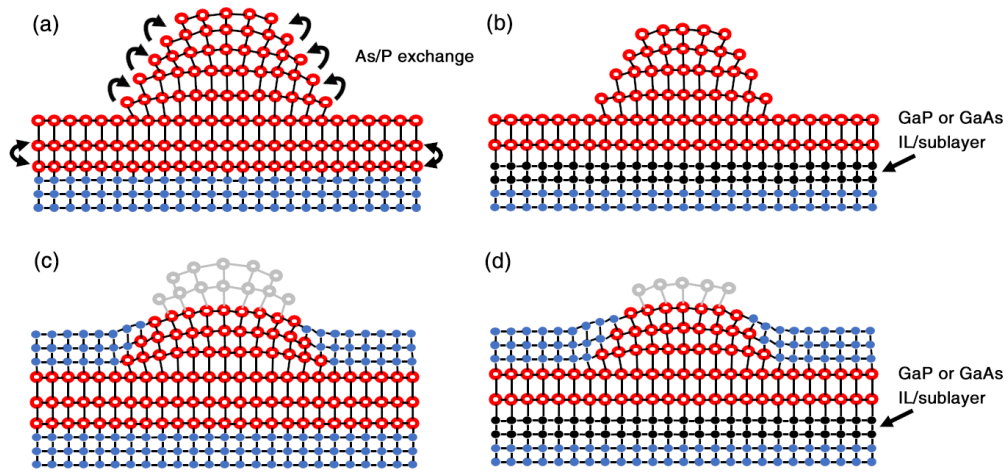 (a)
As/P exchange
(b)
GaP or GaAs
IL/sublayer
(c)
(d)
GaP or GaAs
IL/sublayer